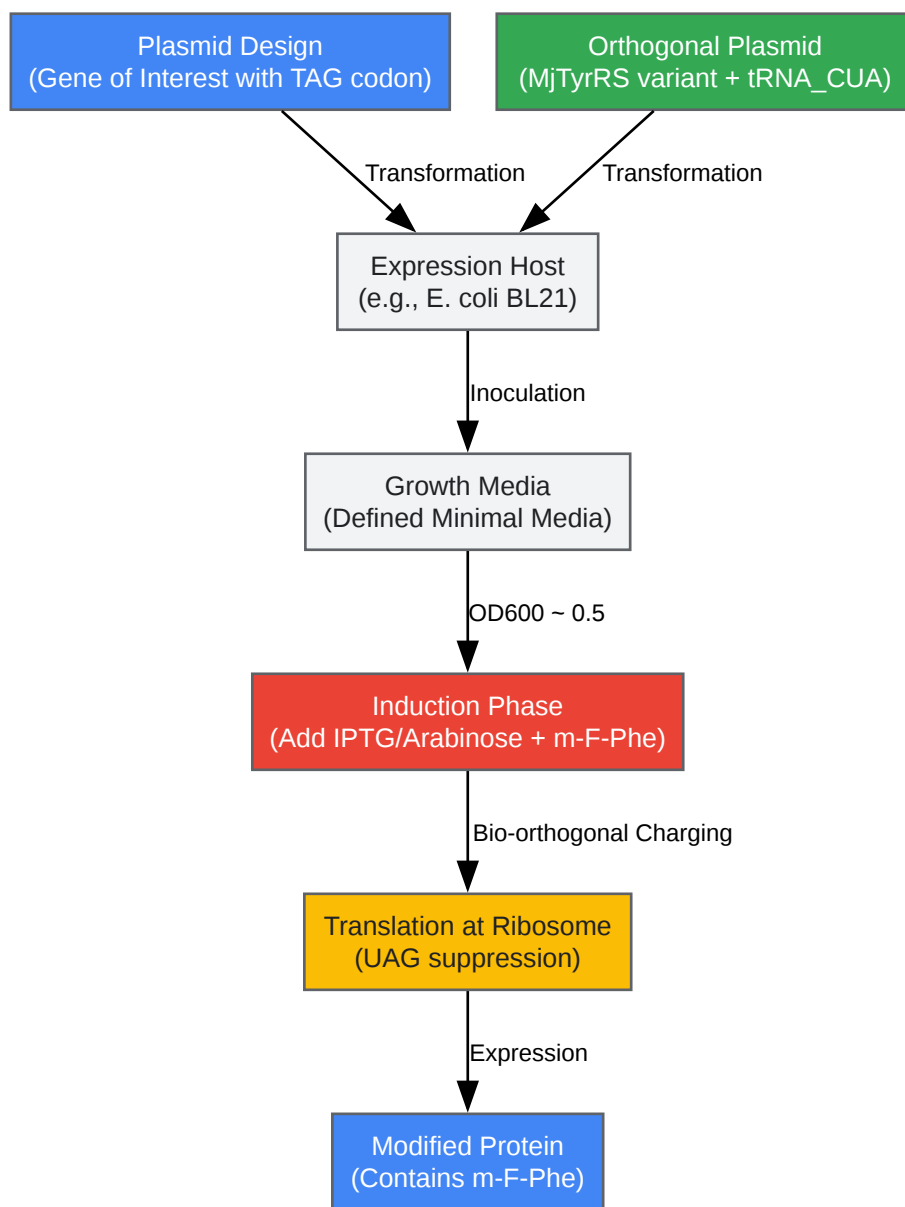 Plasmid Design
(Gene of Interest with TAG codon)
Orthogonal Plasmid
(MjTyrRS variant + tRNA_CUA)
Transformation
Transformation
Expression Host
(e.g., E. coli BL21)
Inoculation
Growth Media
(Defined Minimal Media)
OD600 ~ 0.5
Induction Phase
(Add IPTG/Arabinose + m-F-Phe)
Bio-orthogonal Charging
Translation at Ribosome
(UAG suppression)
Expression
Modified Protein
(Contains m-F-Phe)